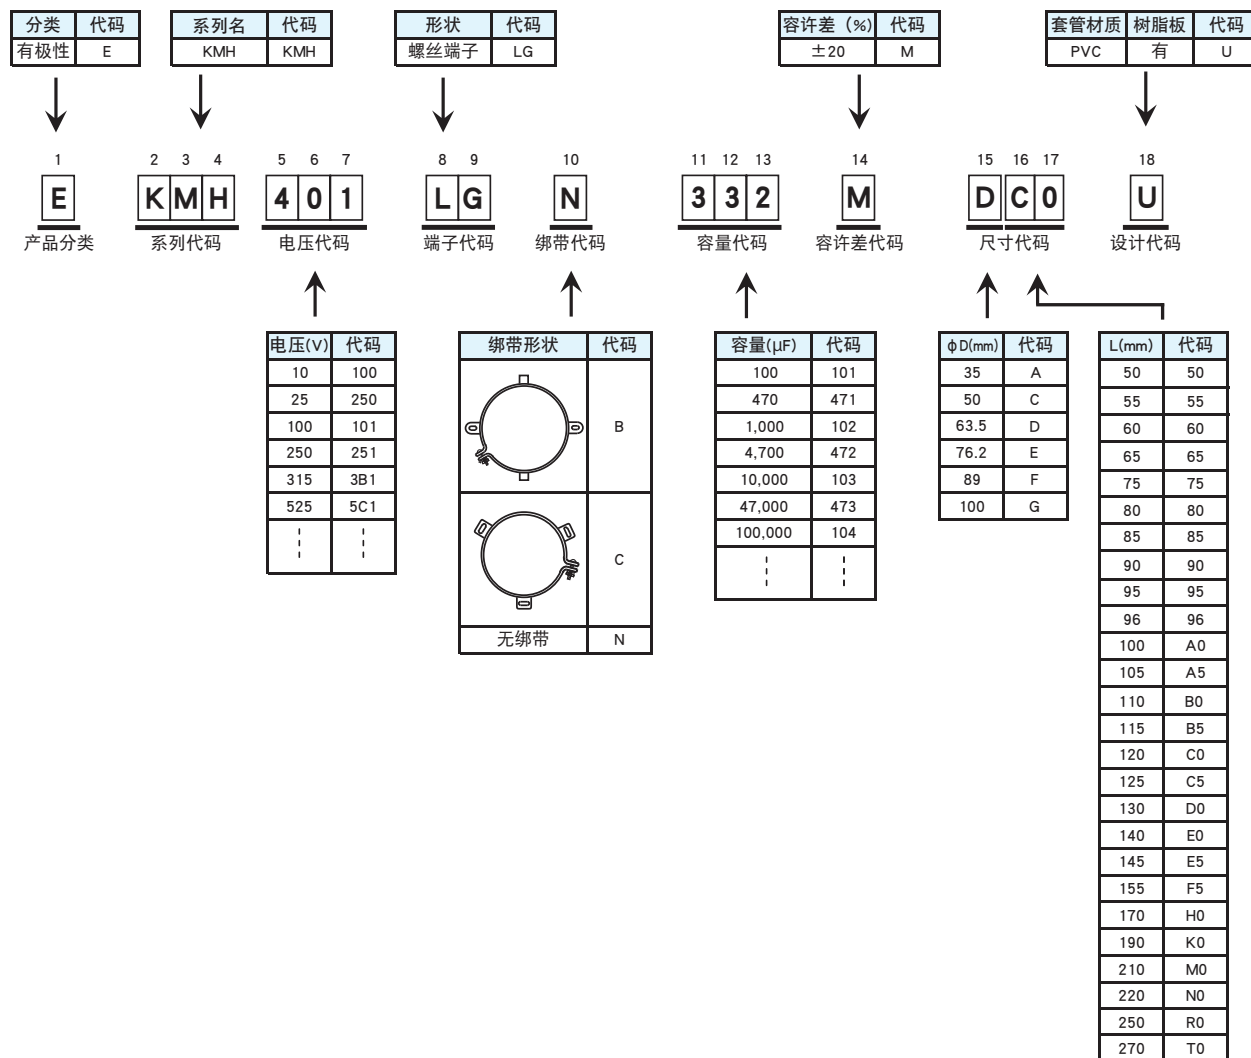 分类 代码
有极性 E
系列名 代码
KMH KMH
形状 代码
螺丝端子 LG
容许差（%） 代码
±20 M
套管材质 树脂板 代码
PVC 有 U
1 2 3 4 5 6 7 8 9 10 11 12 13 14 15 16 17 18
E KMH 401 LG N 332 M DC0 U
产品分类 系列代码 电压代码 端子代码 绑带代码 容量代码 容许差代码 尺寸代码 设计代码
电压(V) 代码
10 100
25 250
100 101
250 251
315 3B1
525 5C1
绑带形状 代码
B
C
无绑带 N
容量(μF) 代码
100 101
470 471
1,000 102
4,700 472
10,000 103
47,000 473
100,000 104
φD(mm) 代码
35 A
50 C
63.5 D
76.2 E
89 F
100 G
L(mm) 代码
50 50
55 55
60 60
65 65
75 75
80 80
85 85
90 90
95 95
96 96
100 A0
105 A5
110 B0
115 B5
120 C0
125 C5
130 D0
140 E0
145 E5
155 F5
170 H0
190 K0
210 M0
220 N0
250 R0
270 T0